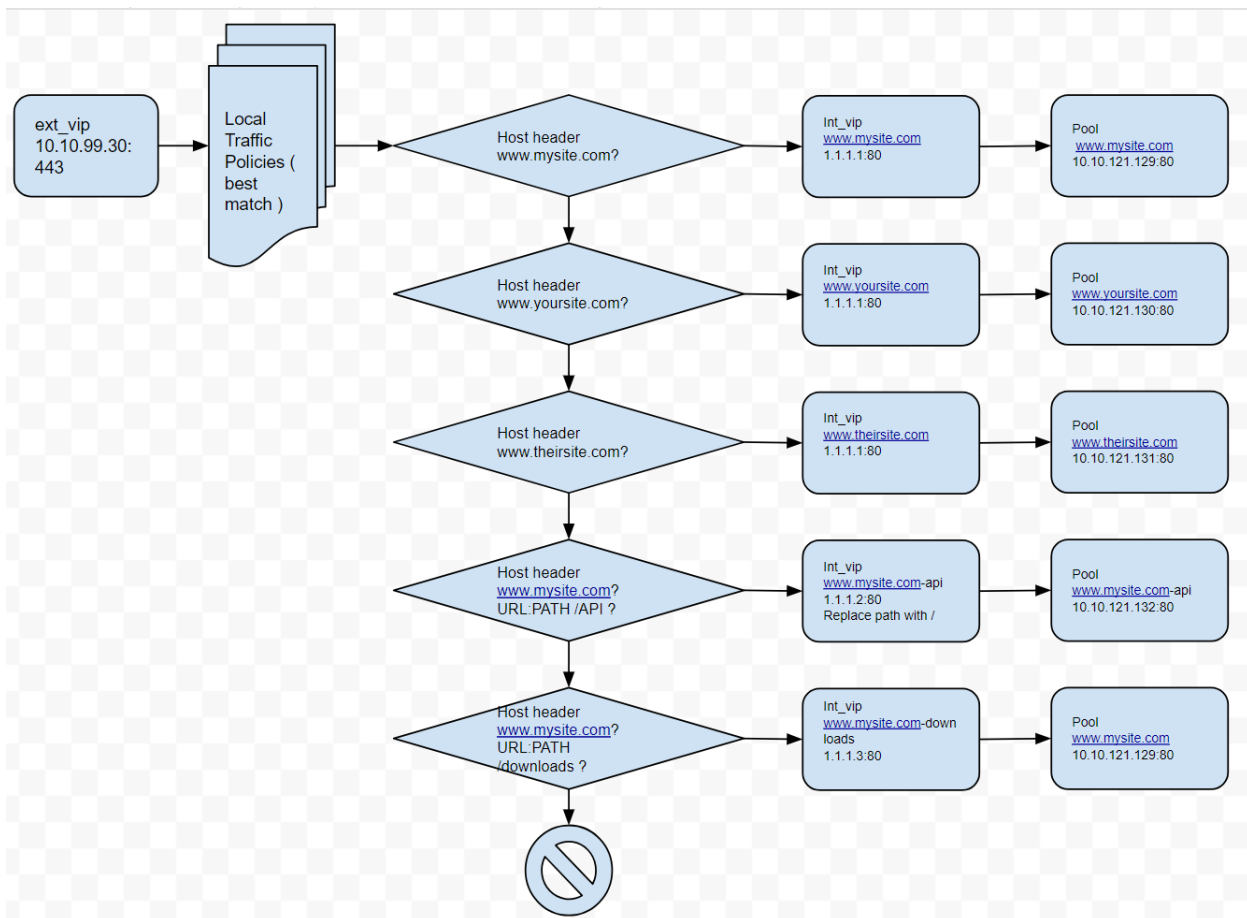 ext_vip
10.10.99.30:
443
Local
Traffic
Policies (
best
match )
Host header
www.mysite.com?
Int_vip
www.mysite.com
1.1.1.1:80
Pool
www.mysite.com
10.10.121.129:80
Host header
www.yoursite.com?
Int_vip
www.yoursite.com
1.1.1.1:80
Pool
www.yoursite.com
10.10.121.130:80
Host header
www.theirsite.com?
Int_vip
www.theirsite.com
1.1.1.1:80
Pool
www.theirsite.com
10.10.121.131:80
Host header
www.mysite.com?
URL:PATH /API ?
Int_vip
www.mysite.com-api
1.1.1.2:80
Replace path with /
Pool
www.mysite.com-api
10.10.121.132:80
Host header
www.mysite.com?
URL:PATH
/downloads ?
Int_vip
www.mysite.com-down
loads
1.1.1.3:80
Pool
www.mysite.com
10.10.121.129:80